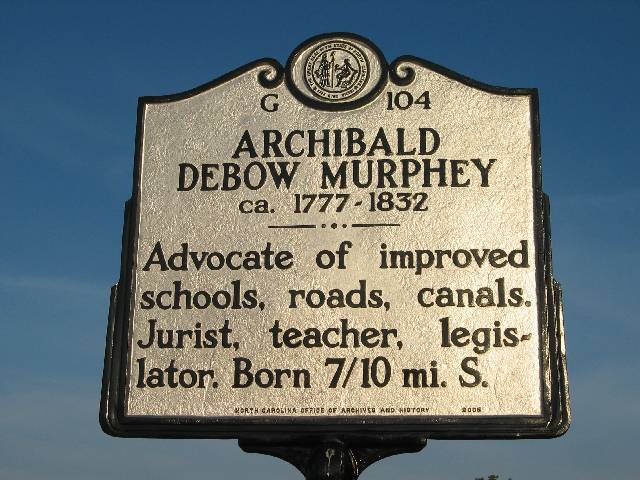 G 104
ARCHIBALD
DEBOW MURPHEY
ca. 1777-1832
Advocate of improved
schools, roads, canals.
Jurist, teacher, legis-
lator. Born 7/10 mi. S.
NORTH CAROLINA OFFICE OF ARCHIVES AND HISTORY